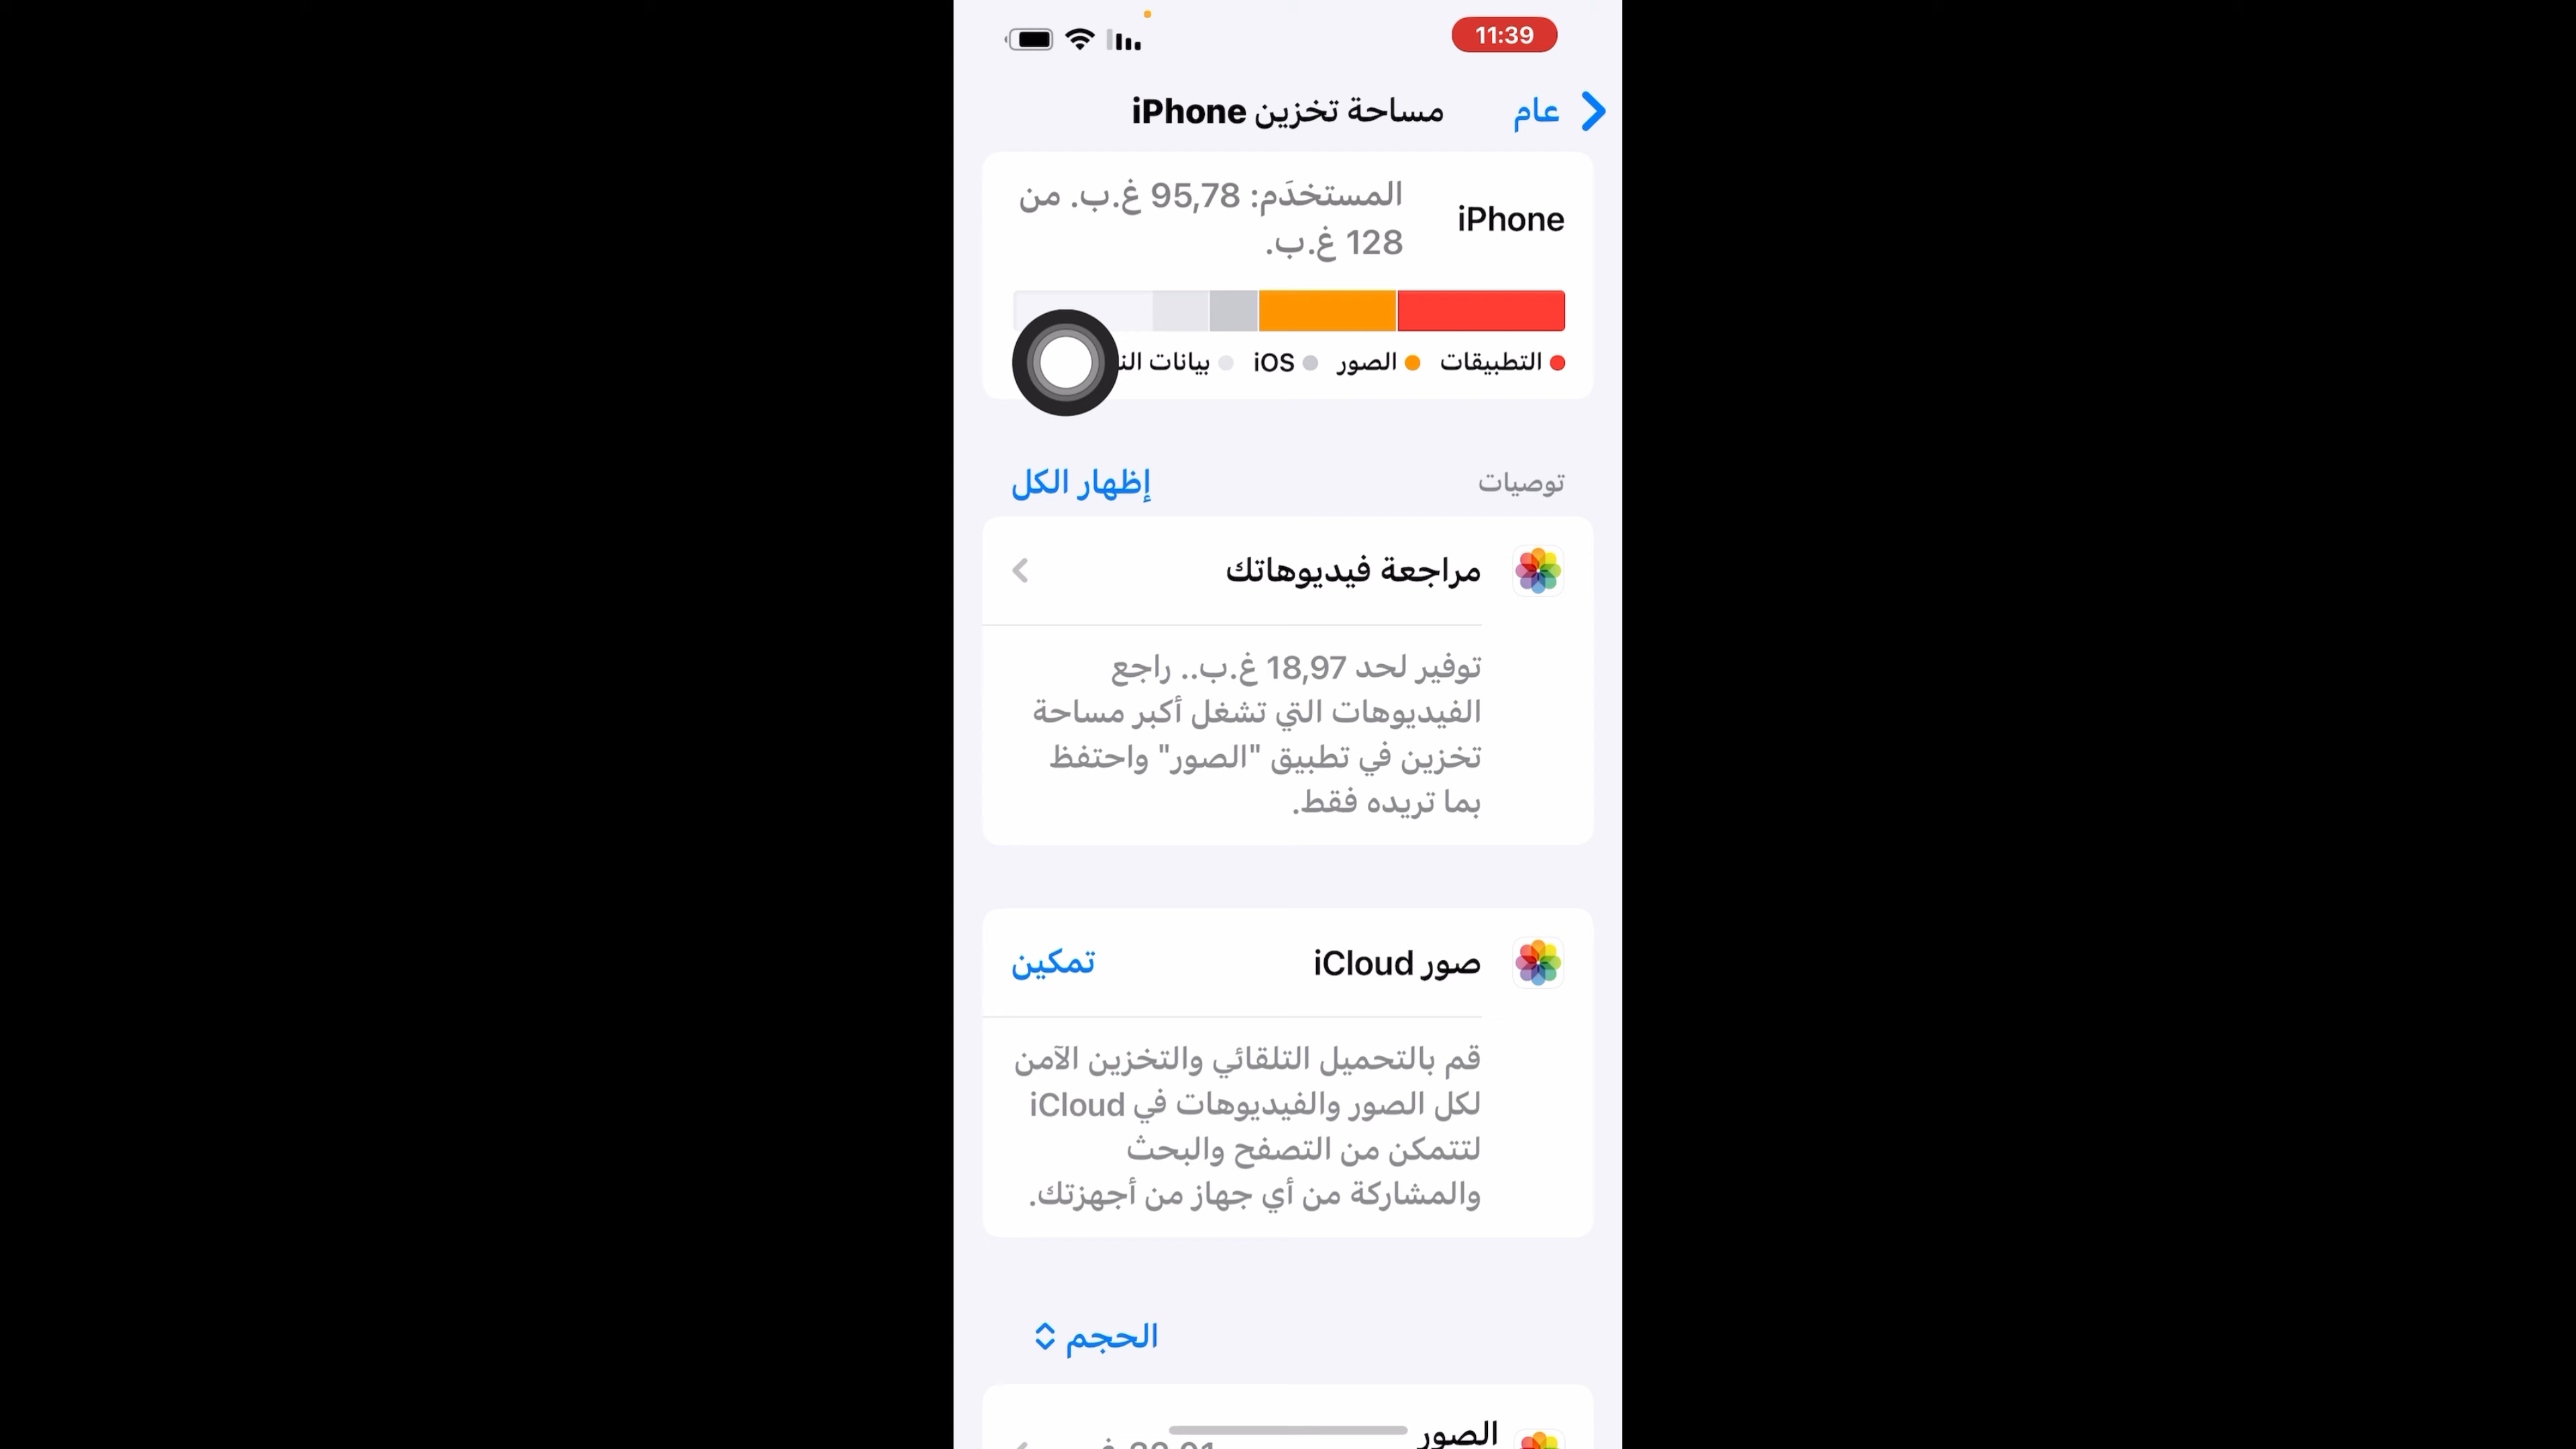 11:39
عام
مساحة تخزين iPhone
iPhone
المستخدَم: 95,78 غ.ب. من
128 غ.ب.
التطبيقات
الصور
iOS
بيانات
توصيات
إظهار الكل
مراجعة فيديوهاتك
توفير لحد 18,97 غ.ب.. راجع
الفيديوهات التي تشغل أكبر مساحة
تخزين في تطبيق "الصور" واحتفظ
بما تريده فقط.
صور iCloud
تمكين
قم بالتحميل التلقائي والتخزين الآمن
لكل الصور والفيديوهات في iCloud
لتتمكن من التصفح والبحث
والمشاركة من أي جهاز من أجهزتك.
الحجم
الصور